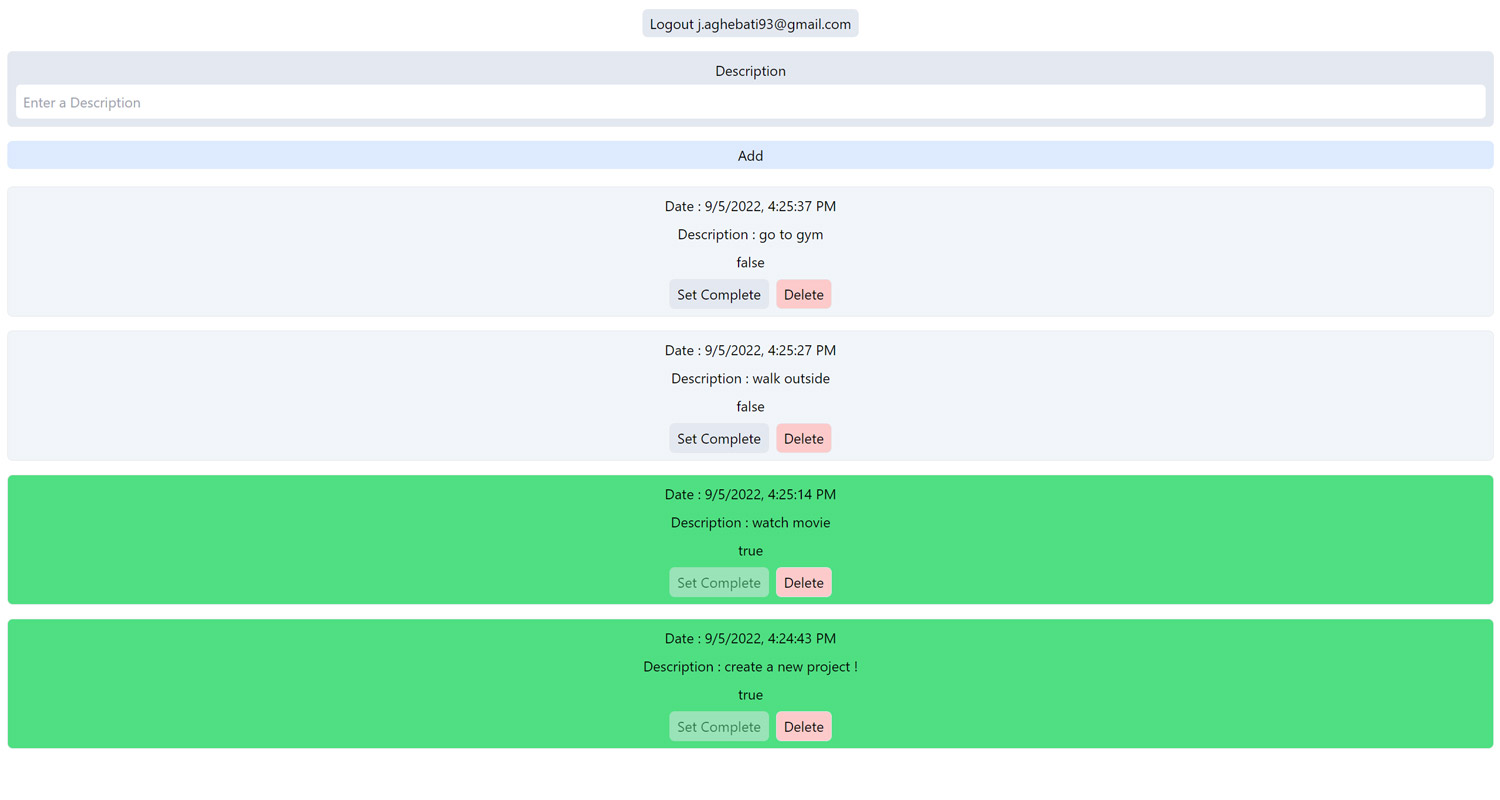 Logout j.aghebati93@gmail.com
Description
Enter a Description
Add
Date : 9/5/2022, 4:25:37 PM
Description : go to gym
false
Set Complete Delete
Date : 9/5/2022, 4:25:27 PM
Description : walk outside
false
Set Complete Delete
Date : 9/5/2022, 4:25:14 PM
Description : watch movie
true
Set Complete Delete
Date : 9/5/2022, 4:24:43 PM
Description : create a new project !
true
Set Complete Delete